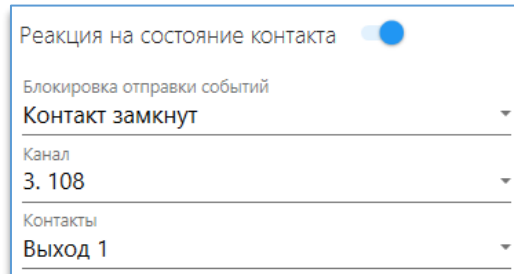 Реакция на состояние контакта
Блокировка отправки событий
Контакт замкнут
Канал
3. 108
Контакты
Выход 1